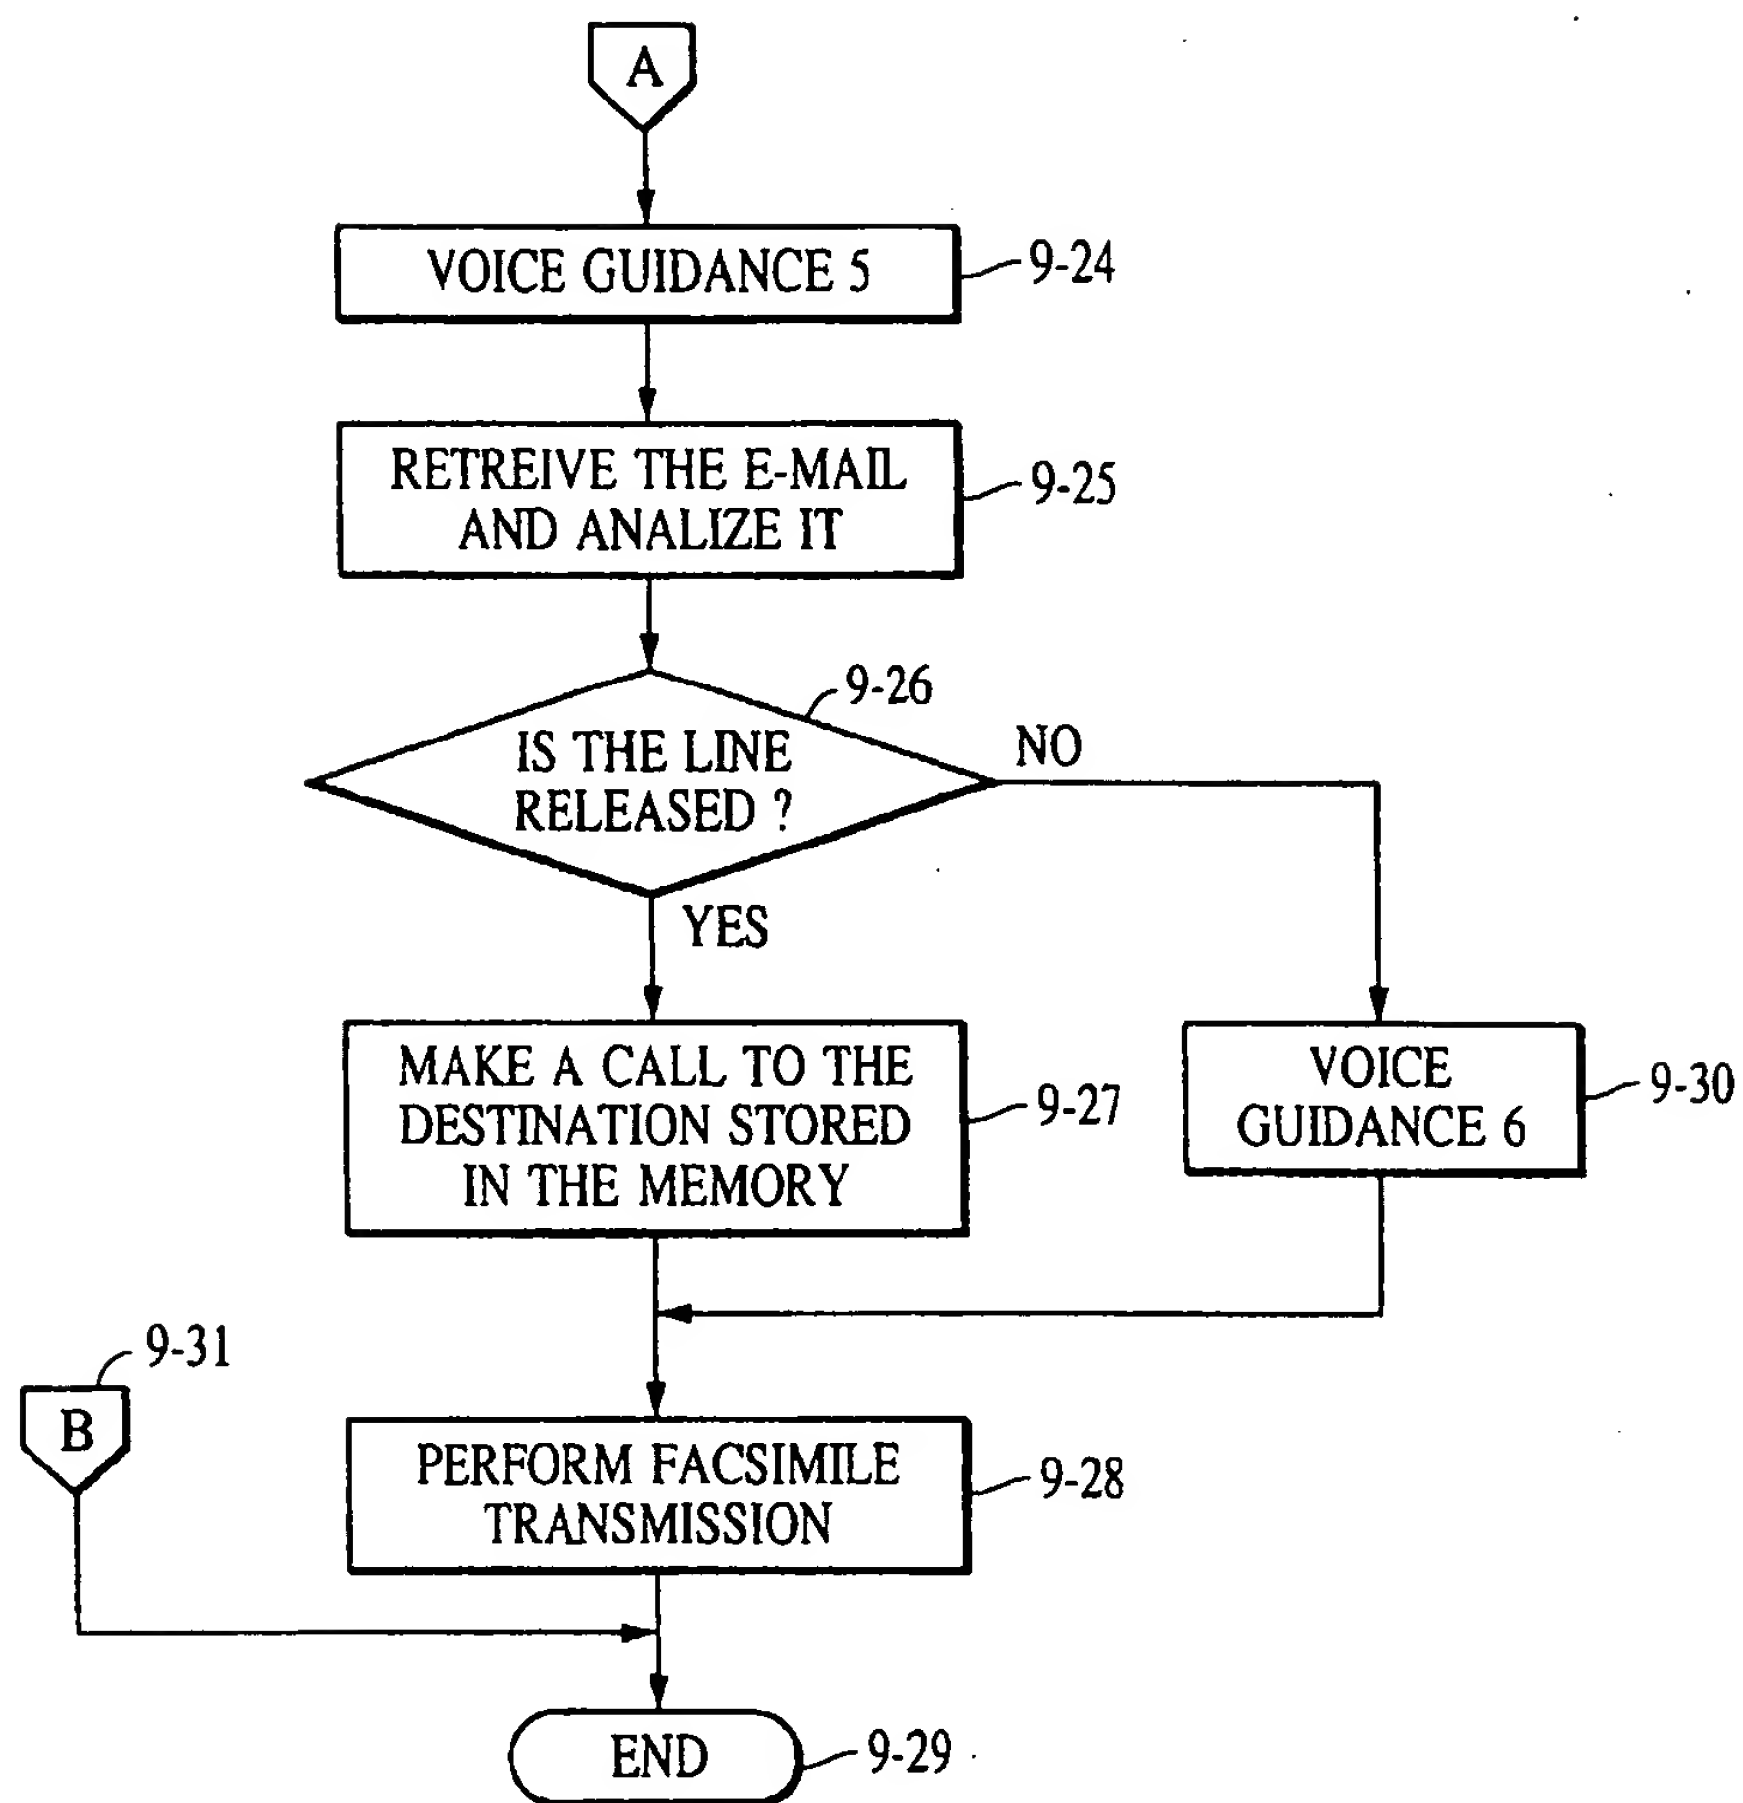 A
VOICE GUIDANCE 5
9-24
RETREIVE THE E-MAIL
AND ANALIZE IT
9-25
9-26
IS THE LINE
RELEASED ?
NO
YES
MAKE A CALL TO THE
DESTINATION STORED
IN THE MEMORY
9-27
VOICE
GUIDANCE 6
9-30
9-31
B
PERFORM FACSIMILE
TRANSMISSION
9-28
END
9-29